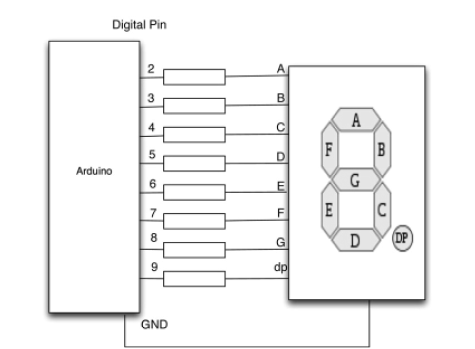 Digital Pin
2 A
3 B
4 C
5 D
6 E
7 F
8 G
9 dp
Arduino
A
F B
G
E C
D DP
GND